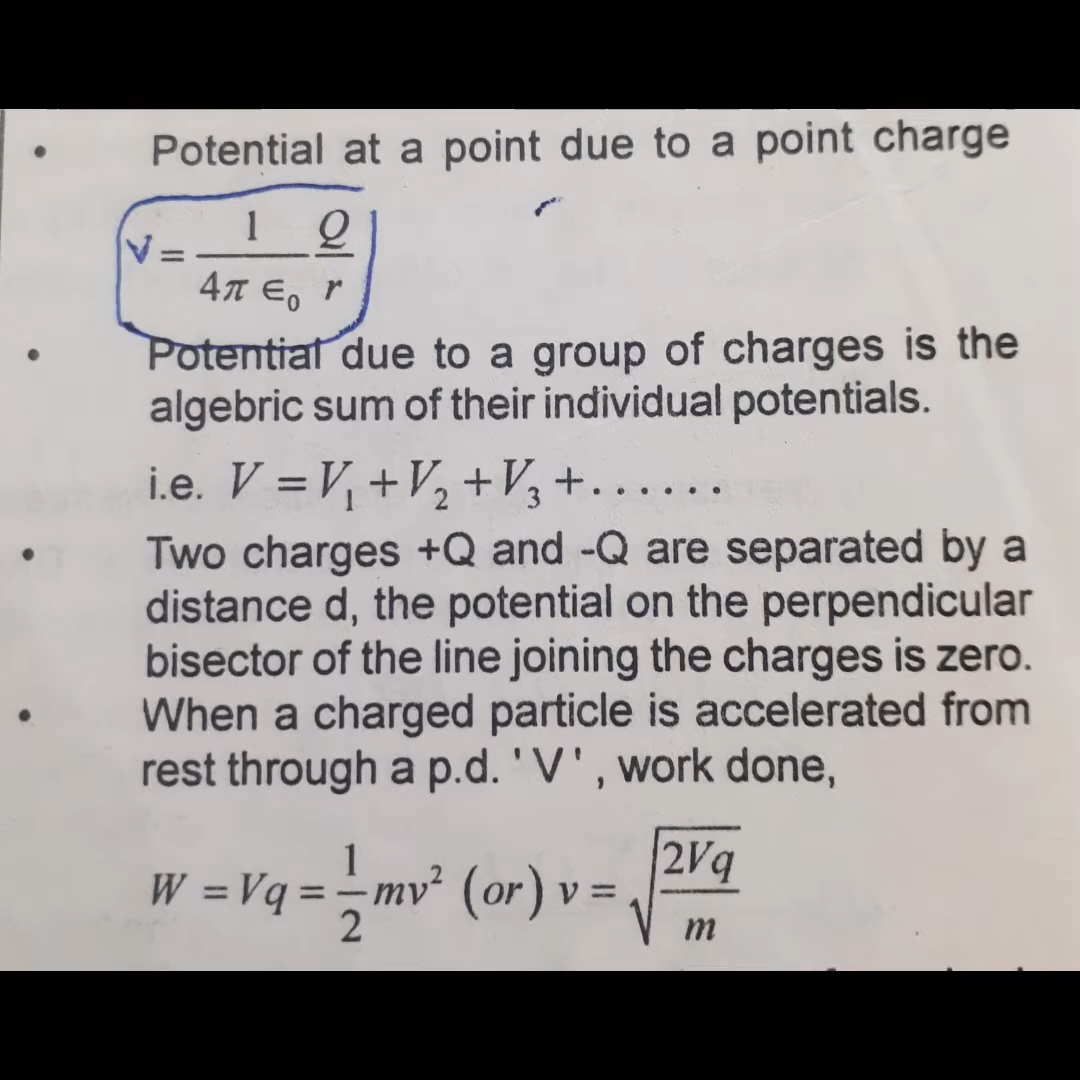 • Potential at a point due to a point charge
V = 1/(4π ∈₀) Q/r
• Potential due to a group of charges is the
algebric sum of their individual potentials.
i.e. V = V₁ + V₂ + V₃ + . . . . . .
• Two charges +Q and -Q are separated by a
distance d, the potential on the perpendicular
bisector of the line joining the charges is zero.
• When a charged particle is accelerated from
rest through a p.d. 'V', work done,
W = Vq = 1/2 mv² (or) v = √(2Vq/m)